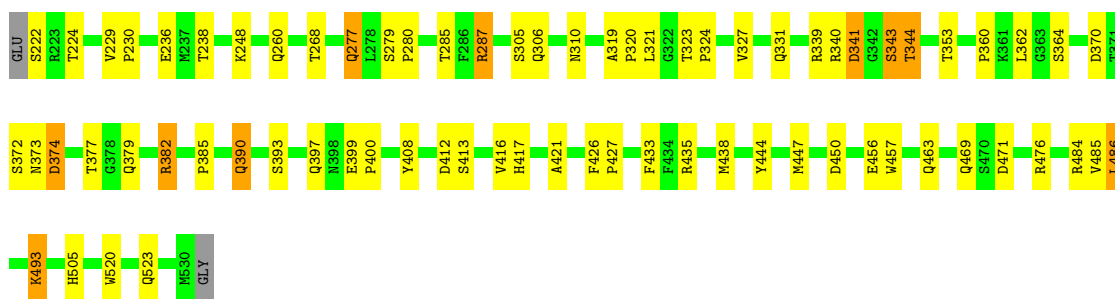 GLU S222 R223 T224 V229 P230 E236 M237 T238 K248 Q260 T268 Q277 L278 S279 P280 T285 F286 R287 S305 Q306 N310 A319 P320 L321 G322 T323 P324 V327 Q331 R339 R340 D341 G342 S343 T344 T353 P360 K361 L362 G363 S364 D370 T371
S372 N373 D374 T377 G378 Q379 R382 P385 Q390 S393 Q397 N398 E399 P400 Y408 D412 S413 V416 H417 A421 F426 P427 F433 F434 R435 M438 Y444 M447 D450 E456 W457 Q463 Q469 S470 D471 R476 R484 V485 L486
K493 H505 W520 Q523 M530 GLY